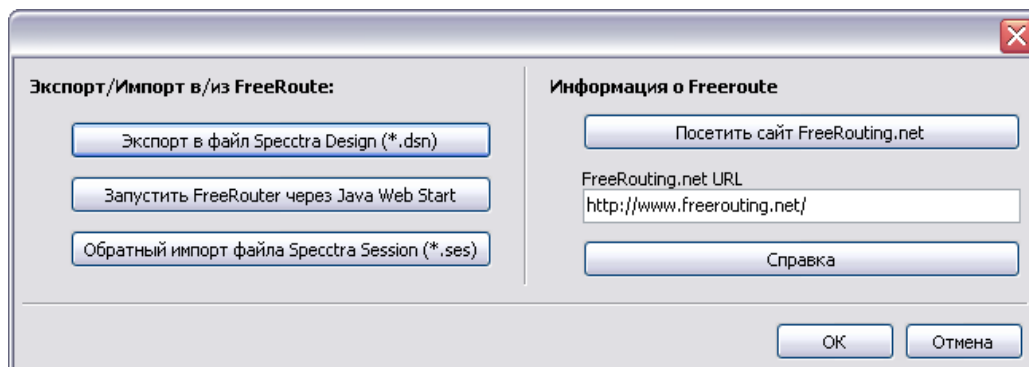 Экспорт/Импорт в/из FreeRoute:
Экспорт в файл Specctra Design (*.dsn)
Запустить FreeRouter через Java Web Start
Обратный импорт файла Specctra Session (*.ses)
Информация о Freeroute
Посетить сайт FreeRouting.net
FreeRouting.net URL
http://www.freerouting.net/
Справка
OK
Отмена